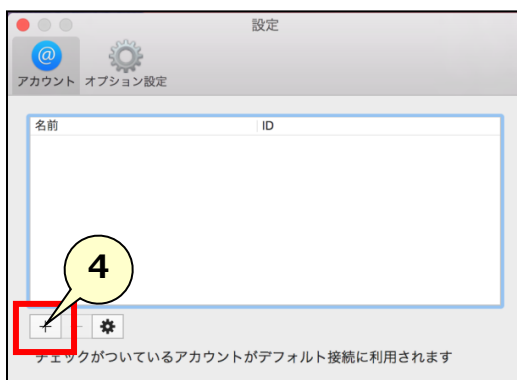 設定
アカウント オプション設定
名前 ID
4
チェックがついているアカウントがデフォルト接続に利用されます